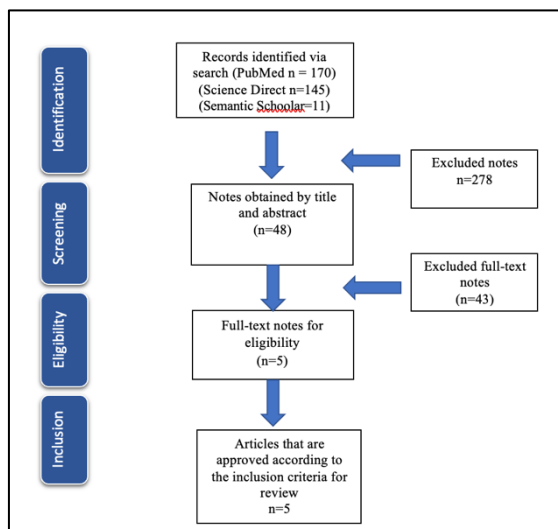 Identification
Records identified via
search (PubMed n = 170)
(Science Direct n=145)
(Semantic Schoolar=11)
Excluded notes
n=278
Screening
Notes obtained by title
and abstract
(n=48)
Excluded full-text
notes
(n=43)
Eligibility
Full-text notes for
eligibility
(n=5)
Inclusion
Articles that are
approved according to
the inclusion criteria for
review
n=5